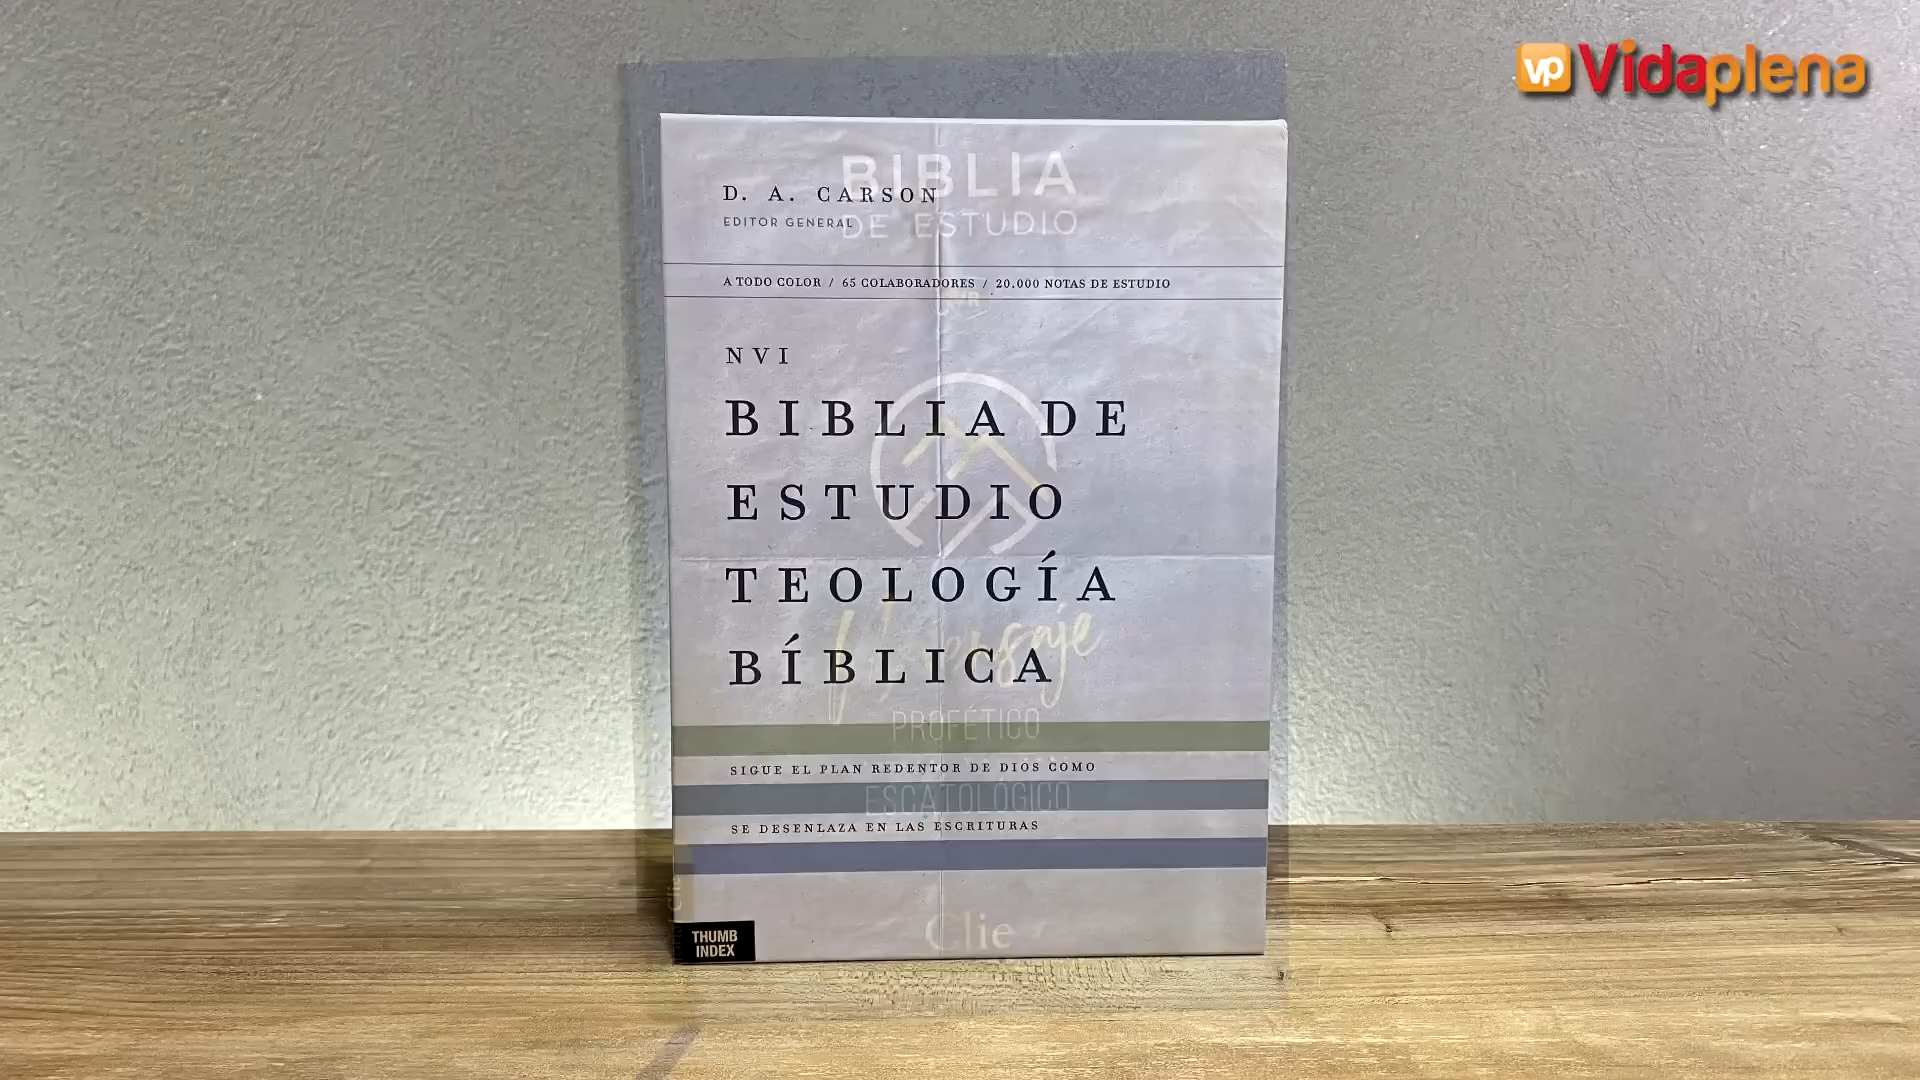 vp Vidaplena
D. A. CARSON
EDITOR GENERAL
A TODO COLOR / 65 COLABORADORES / 20.000 NOTAS DE ESTUDIO
NVI
BIBLIA DE
ESTUDIO
TEOLOGÍA
BÍBLICA
SIGUE EL PLAN REDENTOR DE DIOS COMO
SE DESENLAZA EN LAS ESCRITURAS
THUMB
INDEX
BIBLIA
DE ESTUDIO
Mensaje
PROFÉTICO
ESCATOLÓGICO
Clie